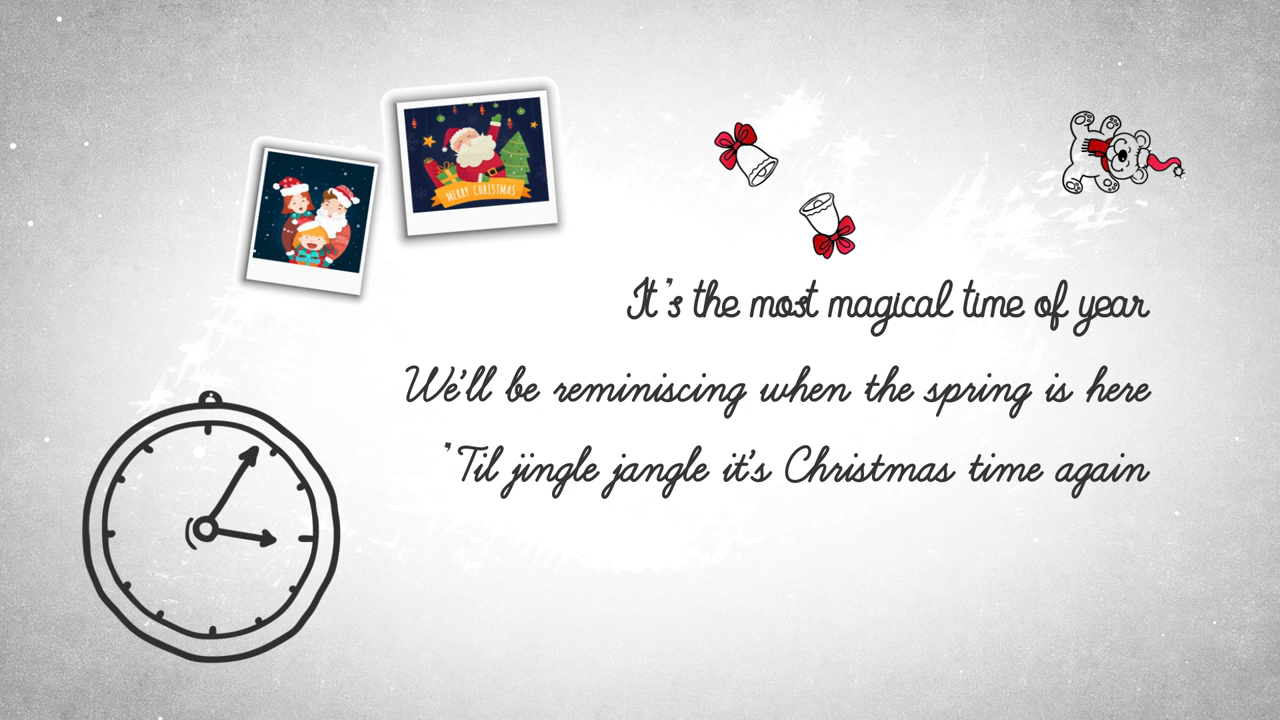 MERRY CHRISTMAS
It's the most magical time of year
We'll be reminiscing when the spring is here
'Til jingle jangle it's Christmas time again